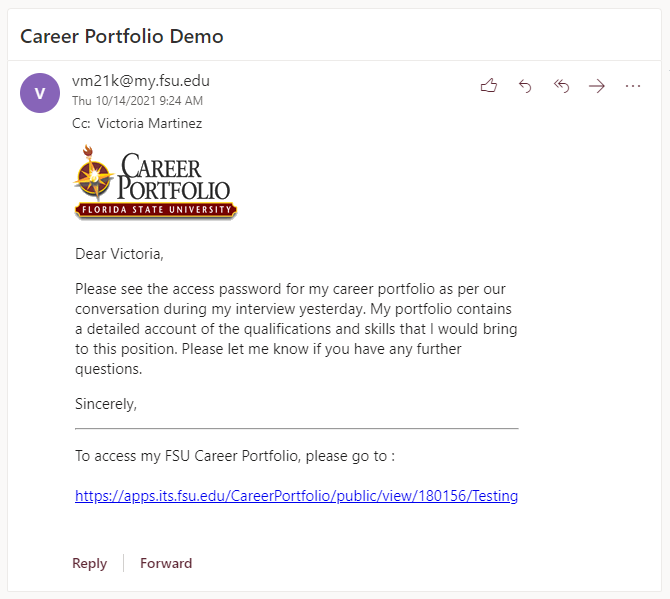 Career Portfolio Demo
V
vm21k@my.fsu.edu
Thu 10/14/2021 9:24 AM
Cc: Victoria Martinez
CAREER
PORTFOLIO
FLORIDA STATE UNIVERSITY
Dear Victoria,
Please see the access password for my career portfolio as per our
conversation during my interview yesterday. My portfolio contains
a detailed account of the qualifications and skills that I would bring
to this position. Please let me know if you have any further
questions.
Sincerely,
To access my FSU Career Portfolio, please go to :
https://apps.its.fsu.edu/CareerPortfolio/public/view/180156/Testing
Reply
Forward